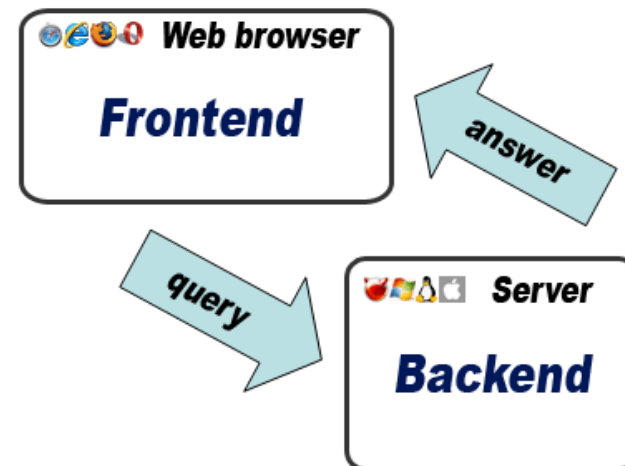 Web browser
Frontend
answer
query
Server
Backend